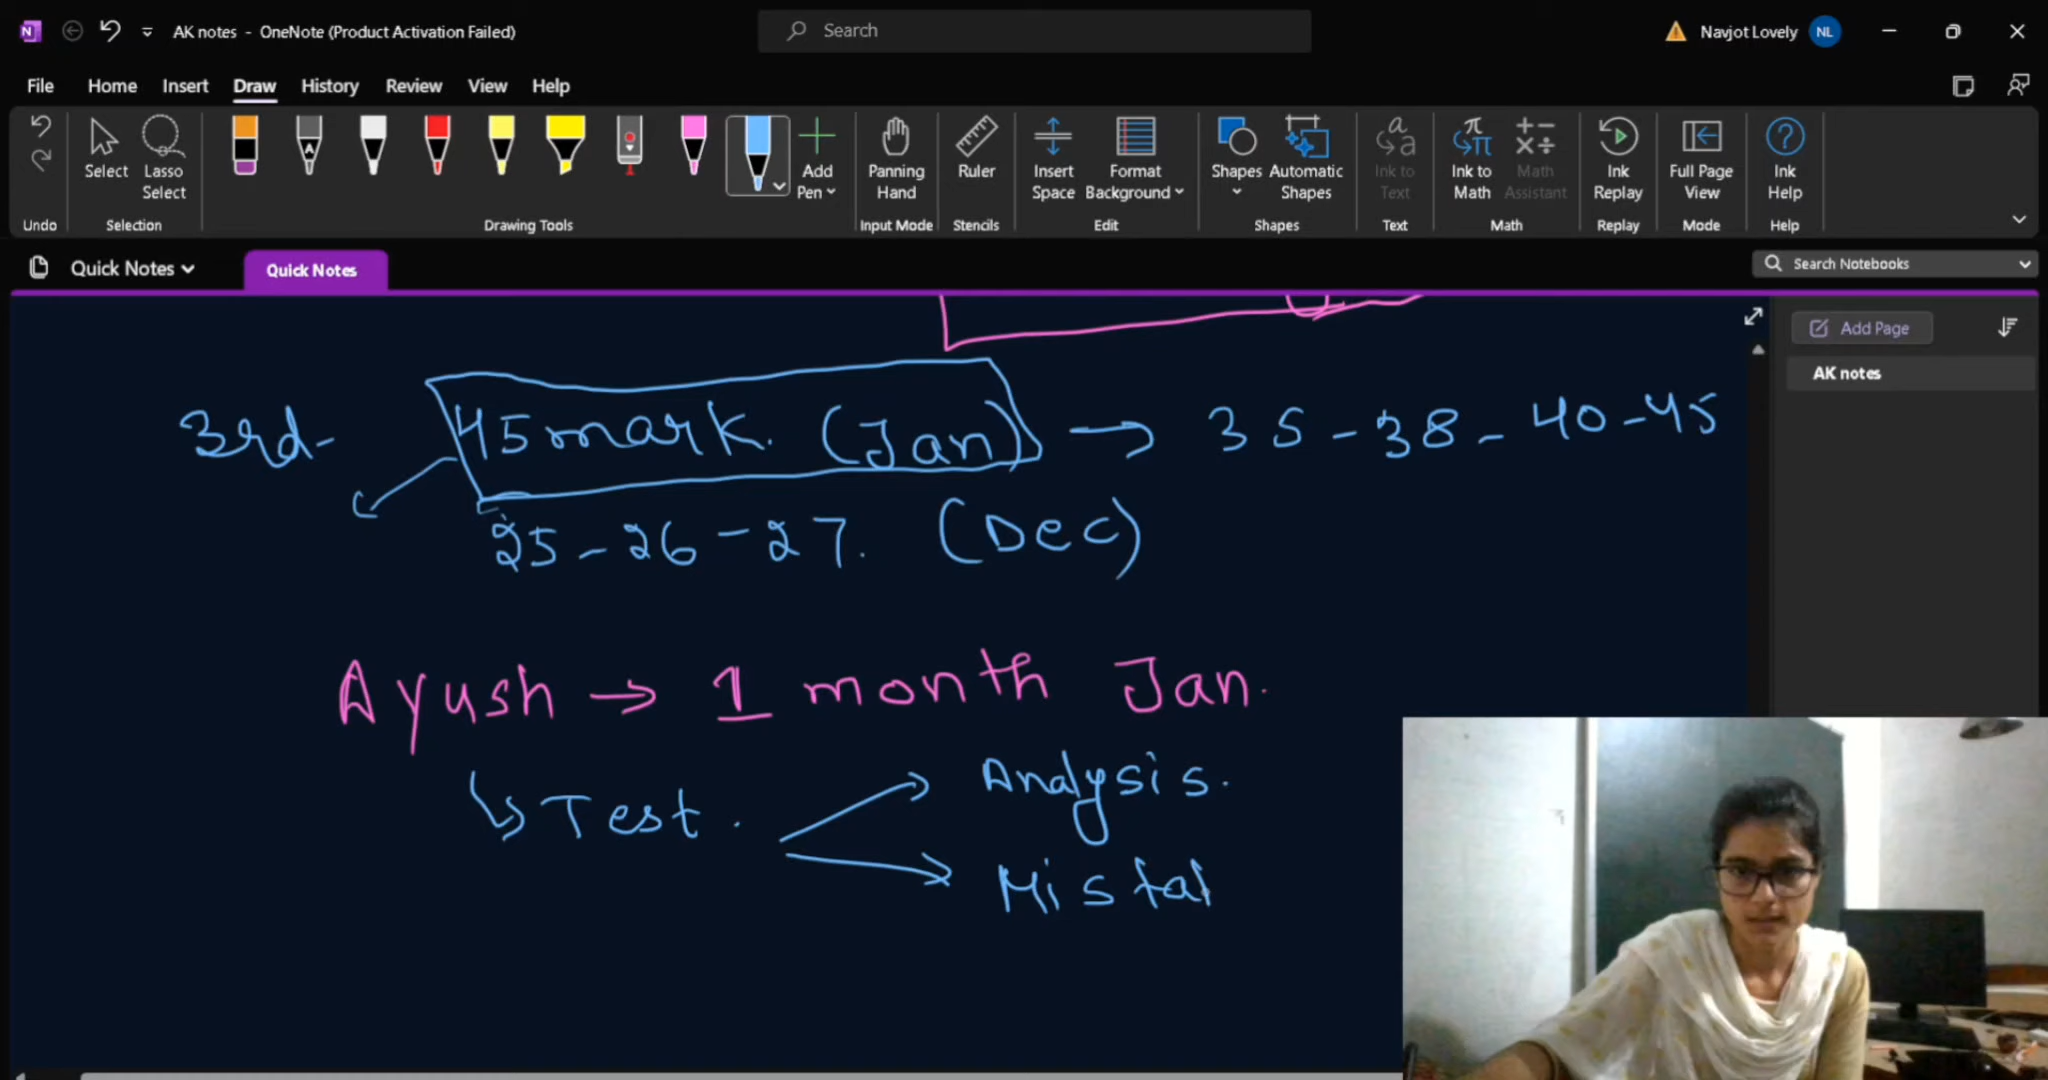 AK notes - OneNote (Product Activation Failed)
Search
Navjot Lovely NL
File Home Insert Draw History Review View Help
Select
Lasso Select
Add Pen
Panning Hand
Ruler
Insert Space
Format Background
Shapes
Automatic Shapes
Ink to Text
Ink to Math
Math Assistant
Ink Replay
Full Page View
Ink Help
Undo Selection Drawing Tools Input Mode Stencils Edit Shapes Text Math Replay Mode Help
Quick Notes
Quick Notes
Search Notebooks
Add Page
AK notes
3rd- 45 mark. (Jan) → 35 - 38 - 40 - 45
25 - 26 - 27. (Dec)
Ayush → 1 month Jan.
Test.
Analysis.
Mistak